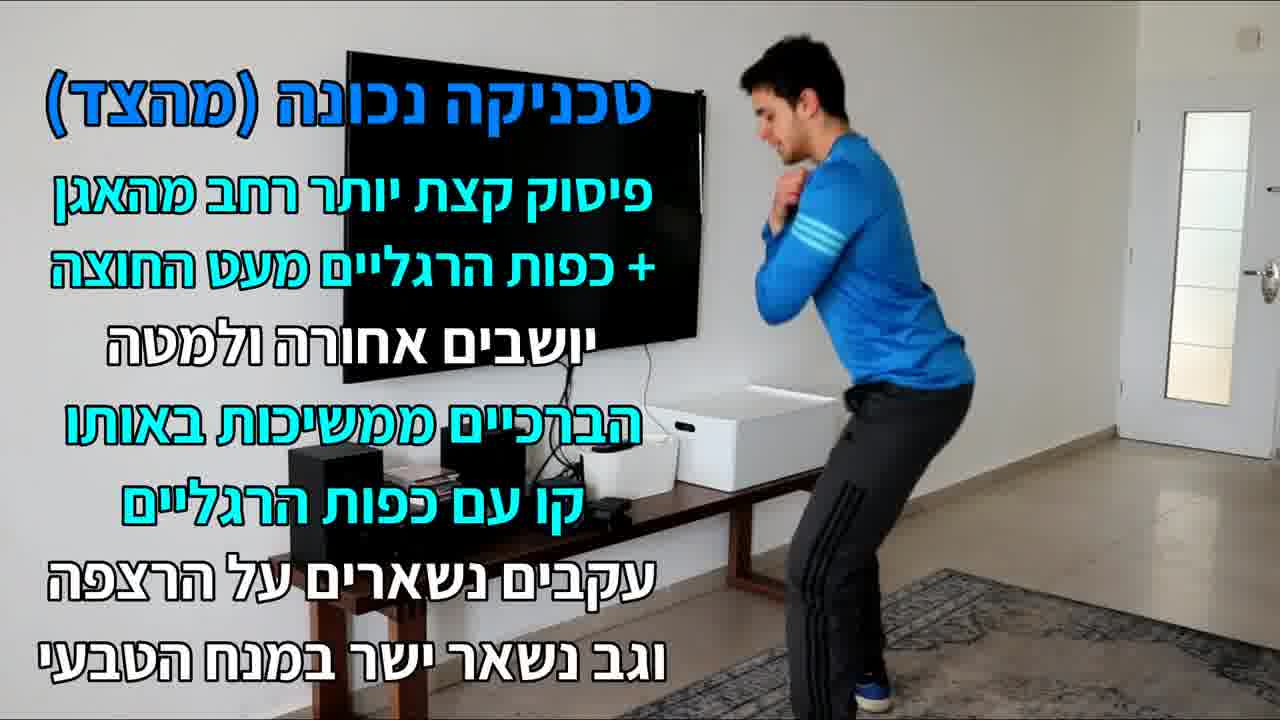 טכניקה נכונה (מהצד)
פיסוק קצת יותר רחב מהאגן
+ כפות הרגליים מעט החוצה
יושבים אחורה ולמטה
הברכיים ממשיכות באותו
קו עם כפות הרגליים
עקבים נשארים על הרצפה
וגב נשאר ישר במנח הטבעי